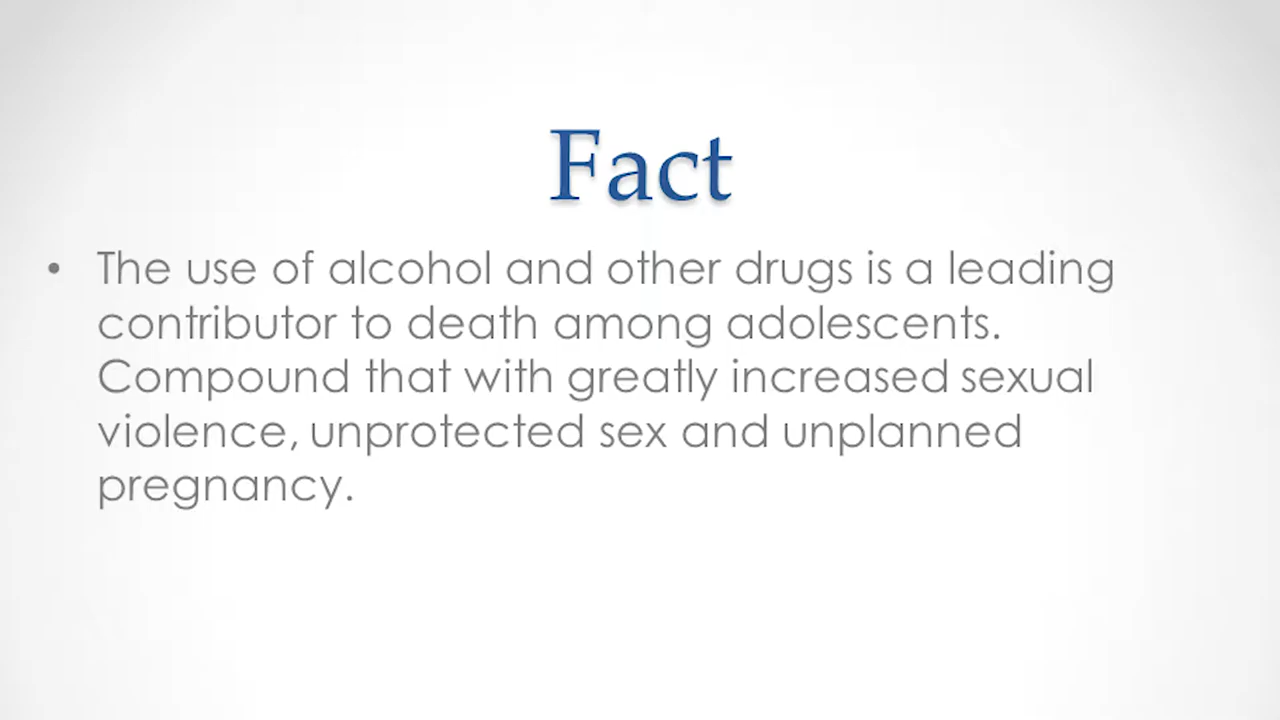 Fact
• The use of alcohol and other drugs is a leading
contributor to death among adolescents.
Compound that with greatly increased sexual
violence, unprotected sex and unplanned
pregnancy.